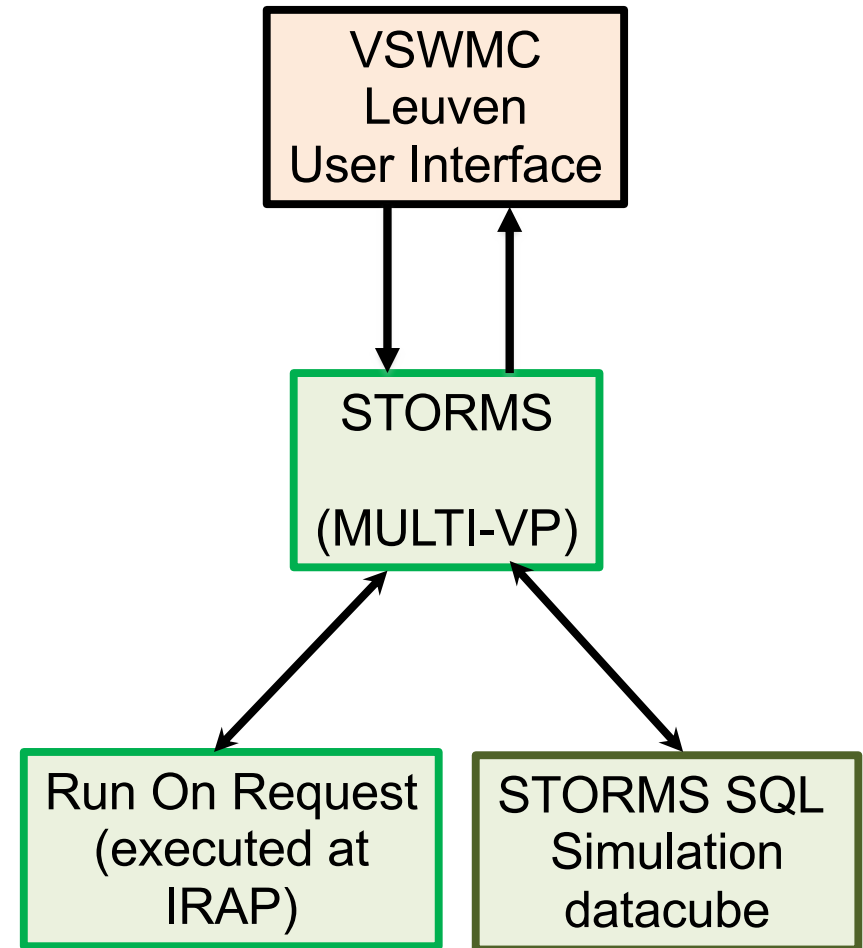 VSWMC
Leuven
User Interface
STORMS
(MULTI-VP)
Run On Request
(executed at
IRAP)
STORMS SQL
Simulation
datacube